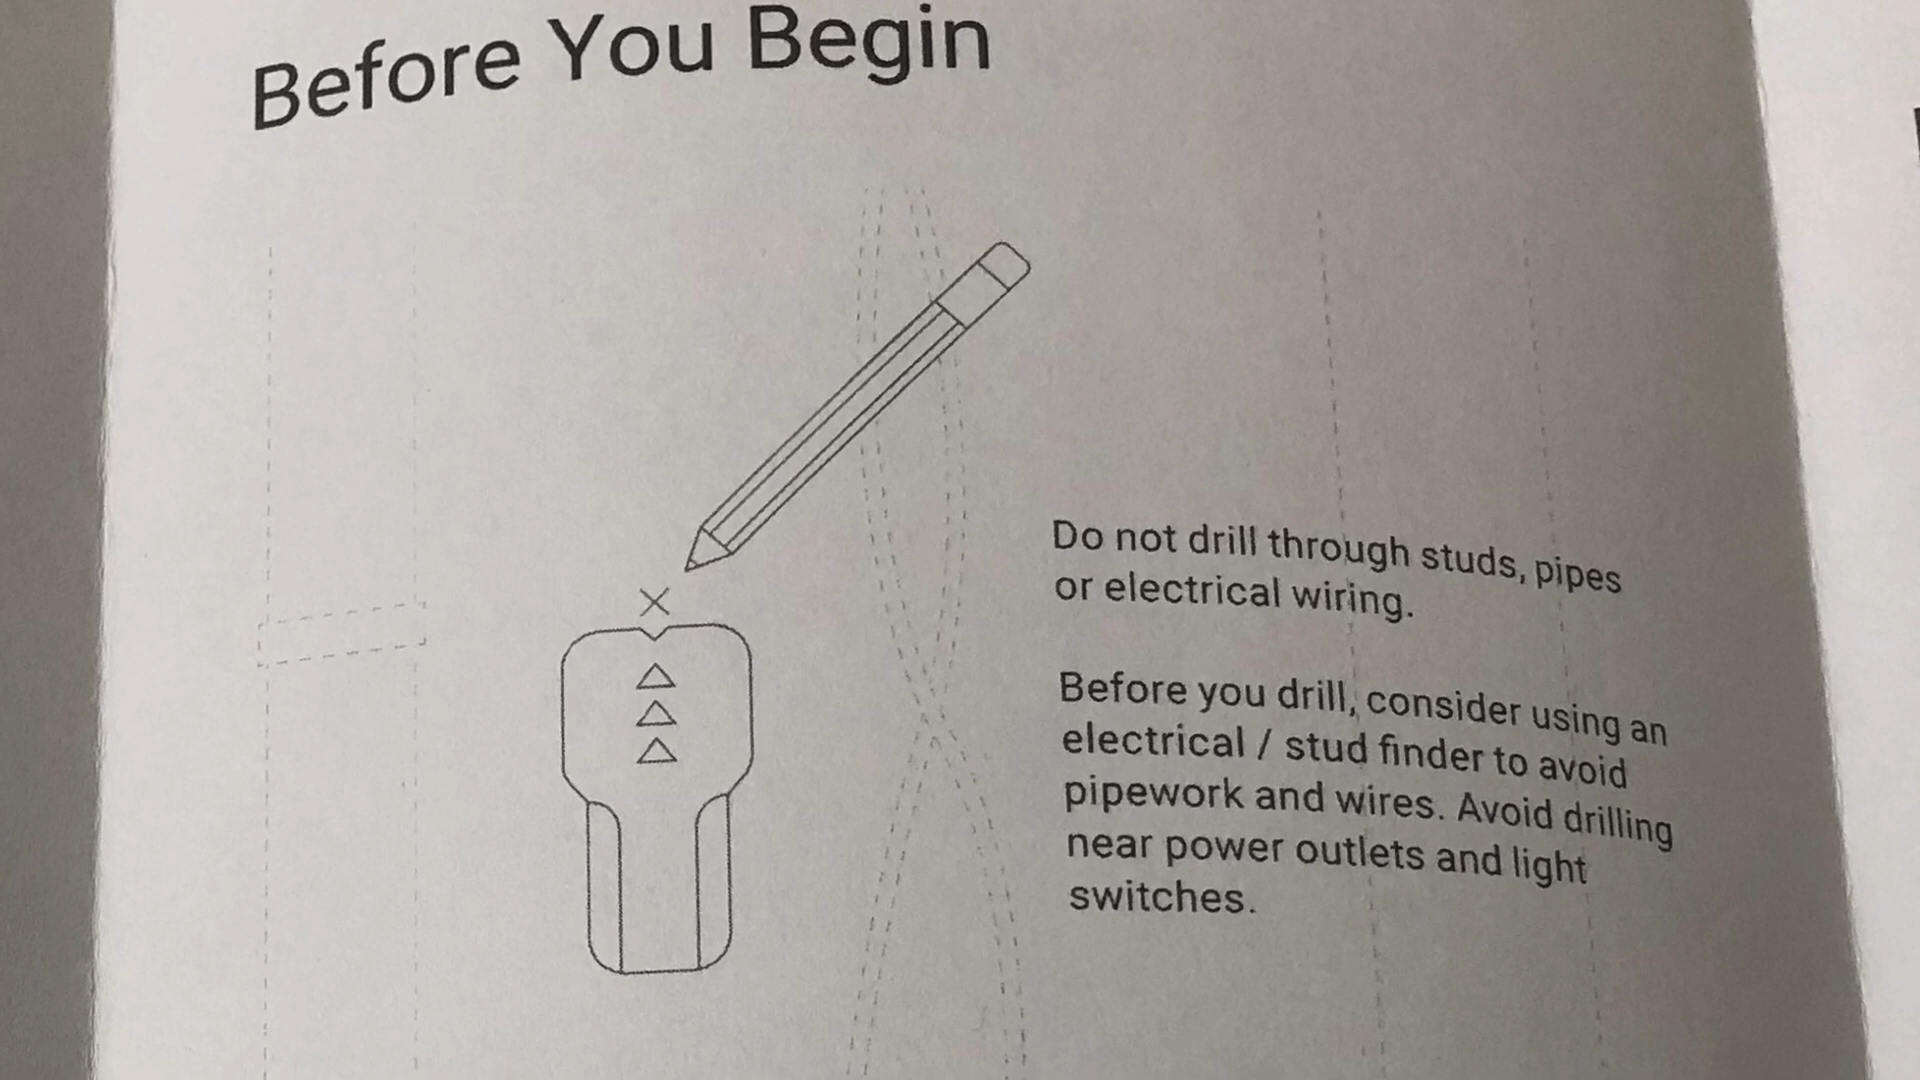 Before You Begin
Do not drill through studs, pipes
or electrical wiring.
Before you drill, consider using an
electrical / stud finder to avoid
pipework and wires. Avoid drilling
near power outlets and light
switches.